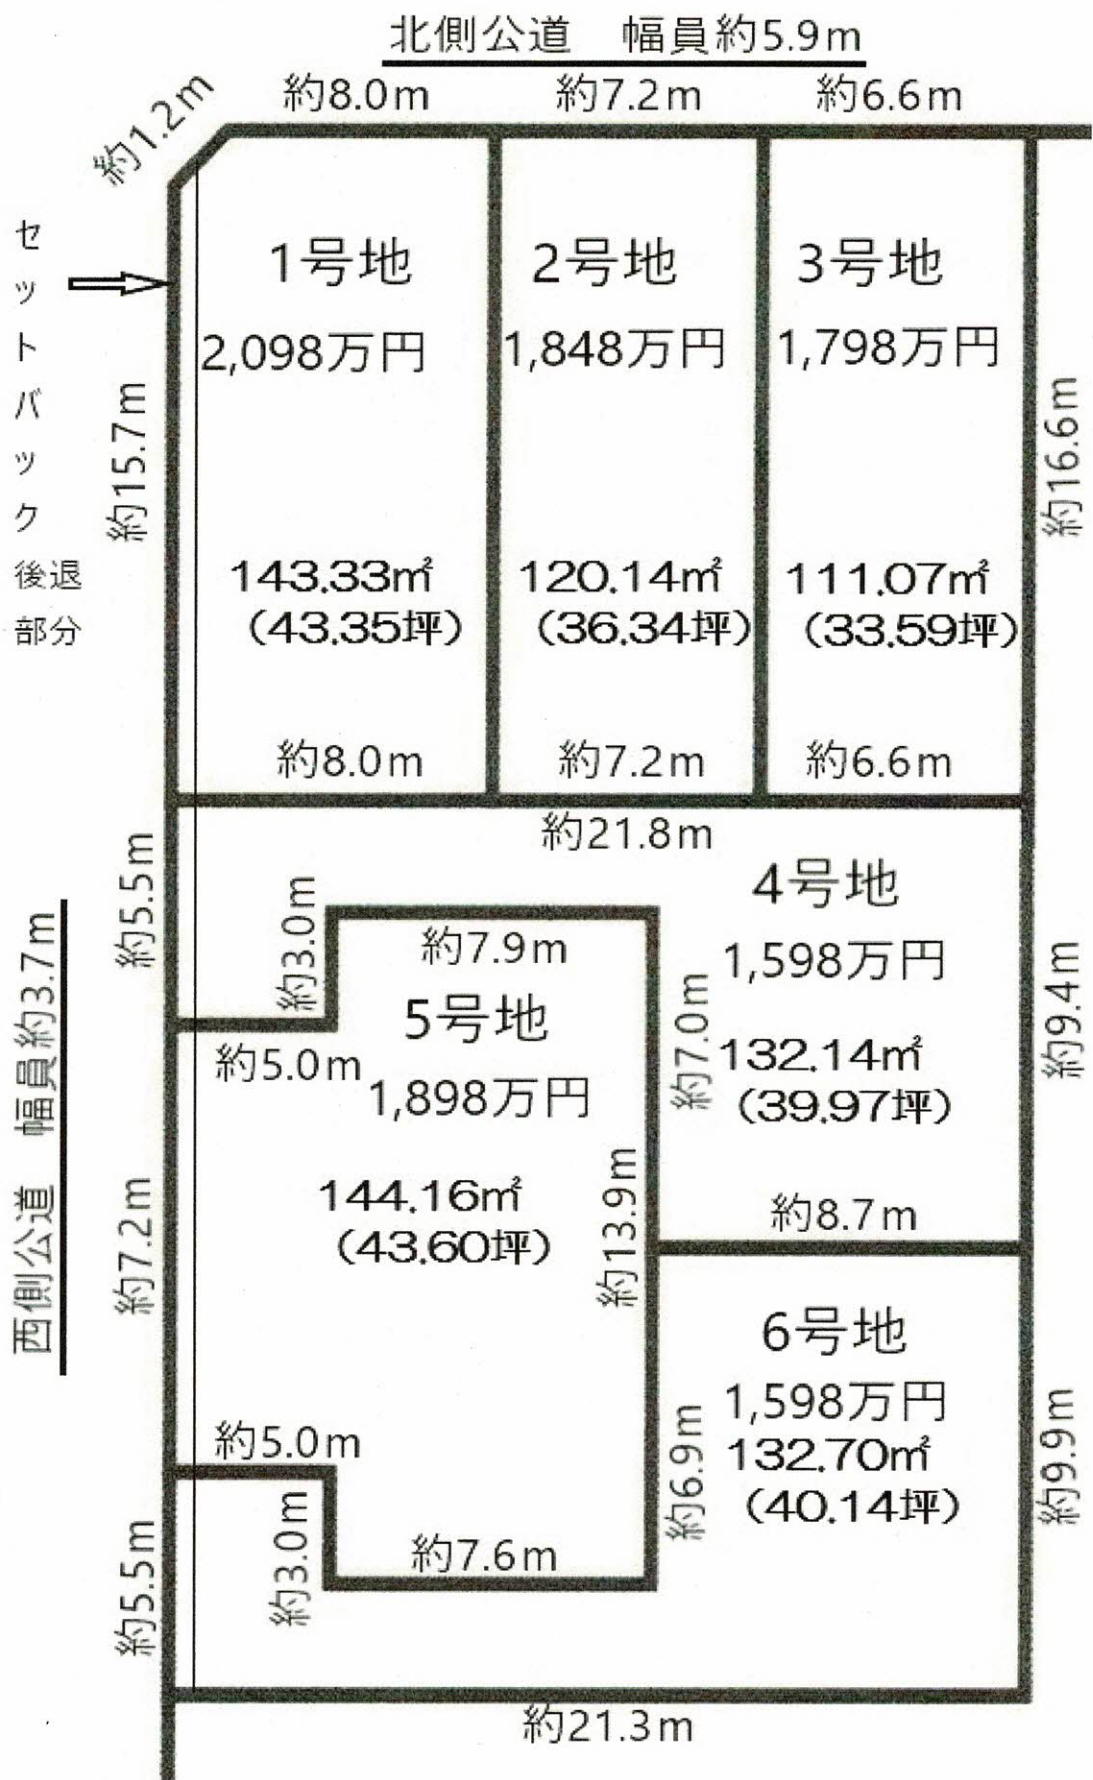 北側公道　幅員約5.9m
約1.2m
約8.0m
約7.2m
約6.6m
セットバック
後退
部分
約15.7m
1号地
2,098万円
143.33㎡
（43.35坪）
約8.0m
2号地
1,848万円
120.14㎡
（36.34坪）
約7.2m
3号地
1,798万円
111.07㎡
（33.59坪）
約6.6m
約16.6m
約21.8m
約5.5m
約3.0m
約7.9m
4号地
1,598万円
132.14㎡
（39.97坪）
約7.0m
約9.4m
約8.7m
西側公道　幅員約3.7m
約5.0m
5号地
1,898万円
144.16㎡
（43.60坪）
約7.2m
約13.9m
約5.0m
約3.0m
約7.6m
6号地
1,598万円
132.70㎡
（40.14坪）
約6.9m
約9.9m
約5.5m
約21.3m